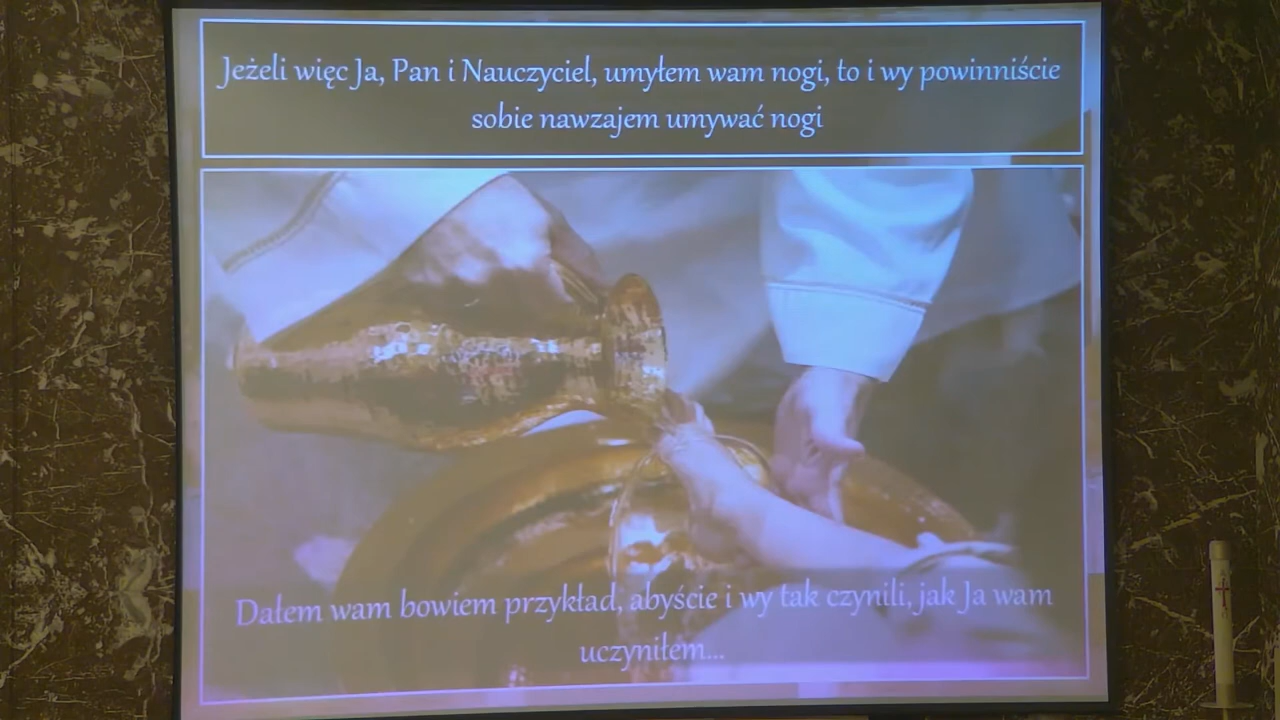 Jeżeli więc Ja, Pan i Nauczyciel, umyłem wam nogi, to i wy powinniście
sobie nawzajem umywać nogi
Dałem wam bowiem przykład, abyście i wy tak czynili, jak Ja wam
uczyniłem...